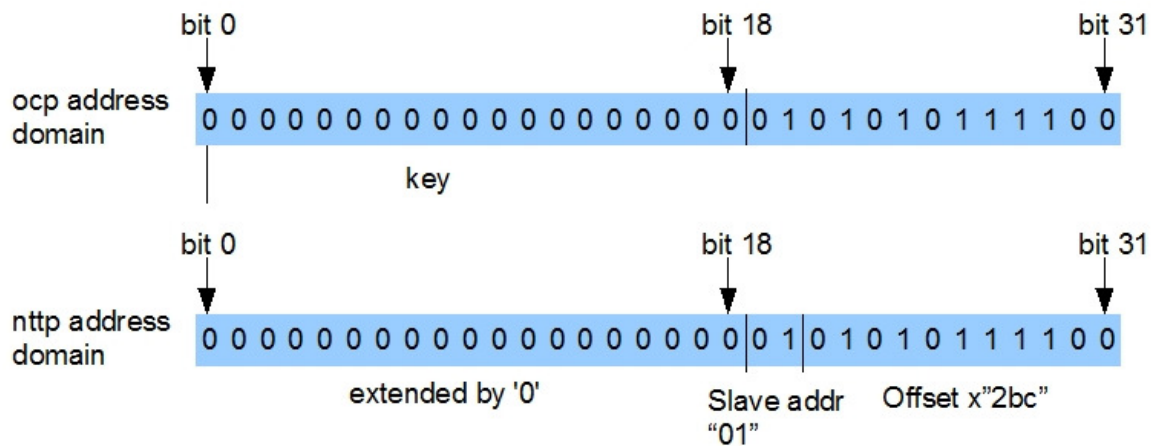 bit 0 bit 18 bit 31
ocp address
domain
0 0 0 0 0 0 0 0 0 0 0 0 0 0 0 0 0 0 0 0 1 0 1 0 1 0 1 1 1 1 0 0
key
bit 0 bit 18 bit 31
nttp address
domain
0 0 0 0 0 0 0 0 0 0 0 0 0 0 0 0 0 0 0 0 1 0 1 0 1 0 1 1 1 1 0 0
extended by '0'
Slave addr
“01”
Offset x”2bc”